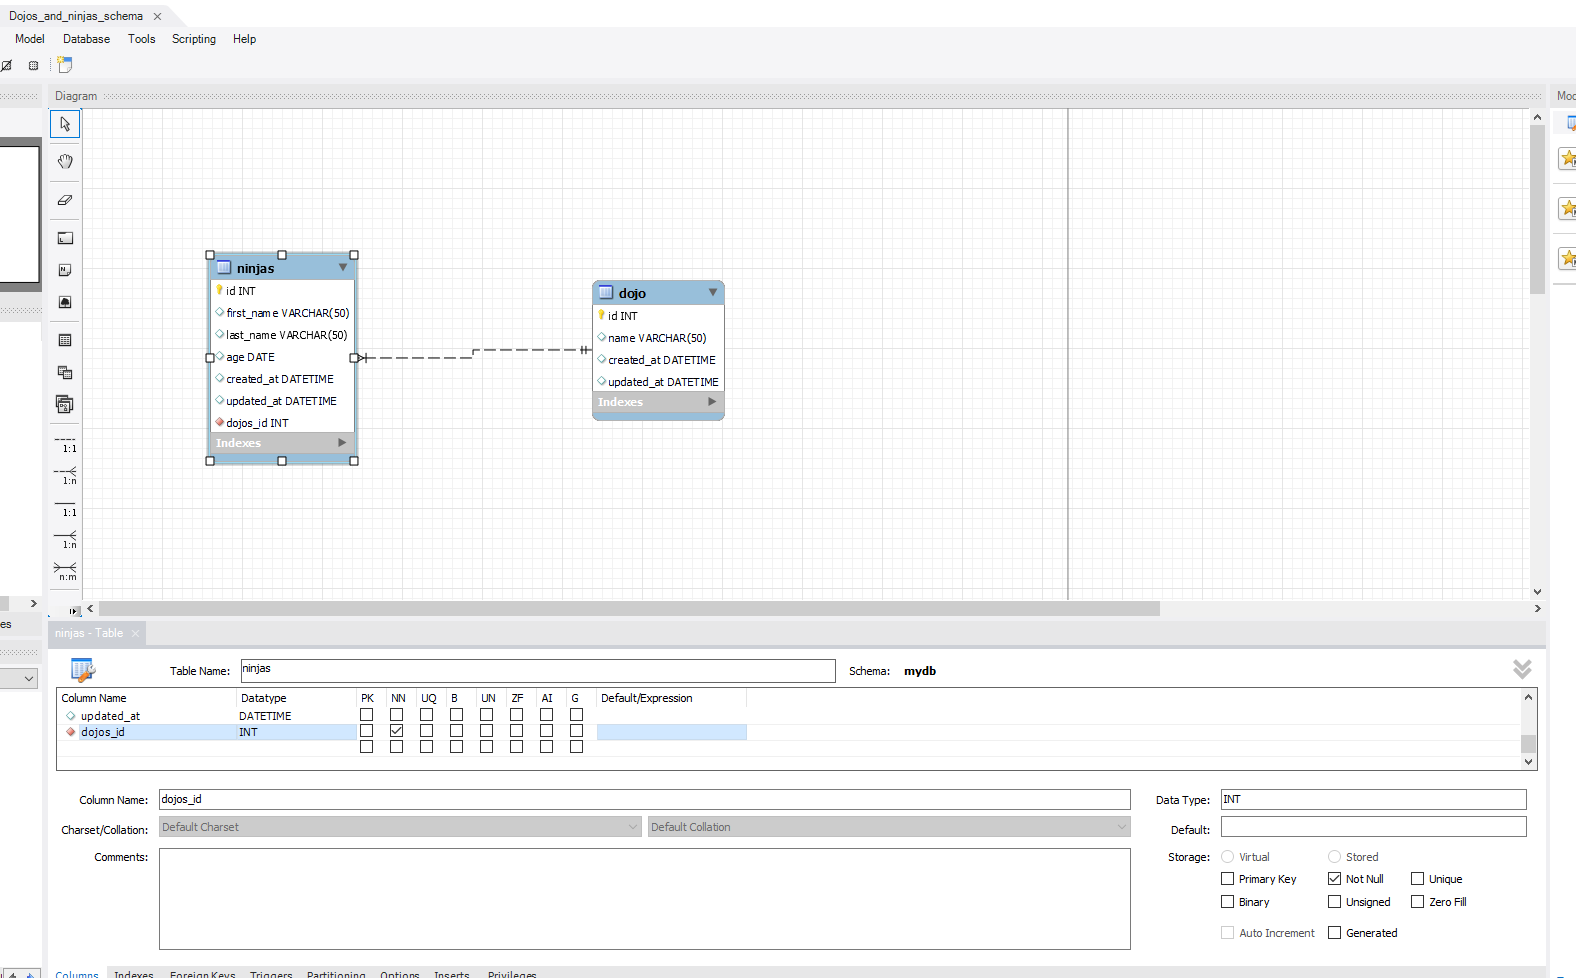 Dojos_and_ninjas_schema
Model Database Tools Scripting Help
Diagram
ninjas
id INT
first_name VARCHAR(50)
last_name VARCHAR(50)
age DATE
created_at DATETIME
updated_at DATETIME
dojos_id INT
Indexes
dojo
id INT
name VARCHAR(50)
created_at DATETIME
updated_at DATETIME
Indexes
1:1
1:n
1:1
1:n
n:m
es
ninjas - Table
Table Name: ninjas Schema: mydb
Column Name Datatype PK NN UQ B UN ZF AI G Default/Expression
updated_at DATETIME
dojos_id INT
Column Name: dojos_id Data Type: INT
Charset/Collation: Default Charset Default Collation Default:
Comments: Storage: Virtual Stored
Primary Key Not Null Unique
Binary Unsigned Zero Fill
Auto Increment Generated
Columns Indexes Foreign Keys Triggers Partitioning Options Inserts Privileges